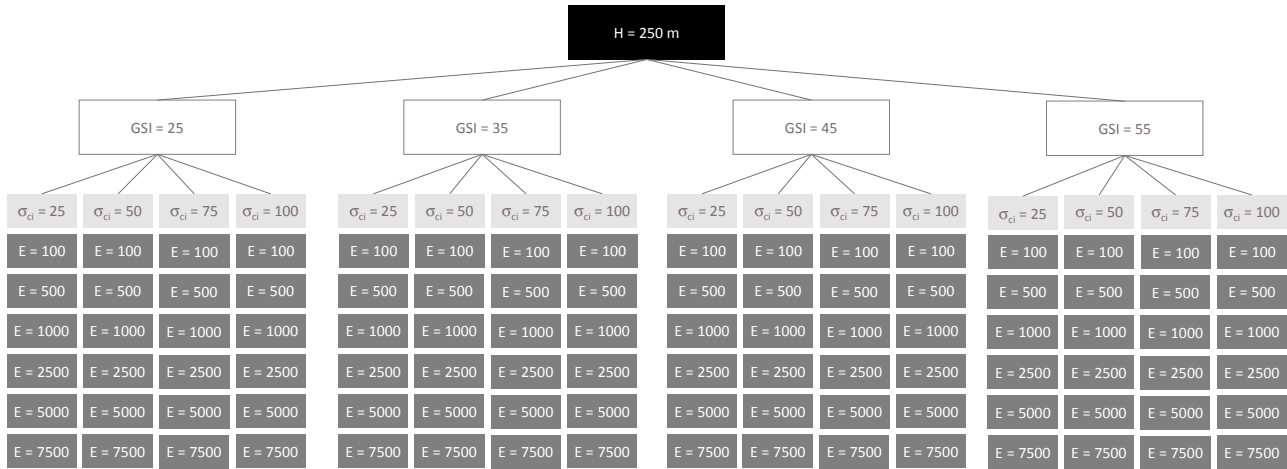 H = 250 m
GSI = 25 GSI = 35 GSI = 45 GSI = 55
σci = 25 σci = 50 σci = 75 σci = 100 σci = 25 σci = 50 σci = 75 σci = 100 σci = 25 σci = 50 σci = 75 σci = 100 σci = 25 σci = 50 σci = 75 σci = 100
E = 100 E = 100 E = 100 E = 100 E = 100 E = 100 E = 100 E = 100 E = 100 E = 100 E = 100 E = 100 E = 100 E = 100 E = 100 E = 100
E = 500 E = 500 E = 500 E = 500 E = 500 E = 500 E = 500 E = 500 E = 500 E = 500 E = 500 E = 500 E = 500 E = 500 E = 500 E = 500
E = 1000 E = 1000 E = 1000 E = 1000 E = 1000 E = 1000 E = 1000 E = 1000 E = 1000 E = 1000 E = 1000 E = 1000 E = 1000 E = 1000 E = 1000 E = 1000
E = 2500 E = 2500 E = 2500 E = 2500 E = 2500 E = 2500 E = 2500 E = 2500 E = 2500 E = 2500 E = 2500 E = 2500 E = 2500 E = 2500 E = 2500 E = 2500
E = 5000 E = 5000 E = 5000 E = 5000 E = 5000 E = 5000 E = 5000 E = 5000 E = 5000 E = 5000 E = 5000 E = 5000 E = 5000 E = 5000 E = 5000 E = 5000
E = 7500 E = 7500 E = 7500 E = 7500 E = 7500 E = 7500 E = 7500 E = 7500 E = 7500 E = 7500 E = 7500 E = 7500 E = 7500 E = 7500 E = 7500 E = 7500